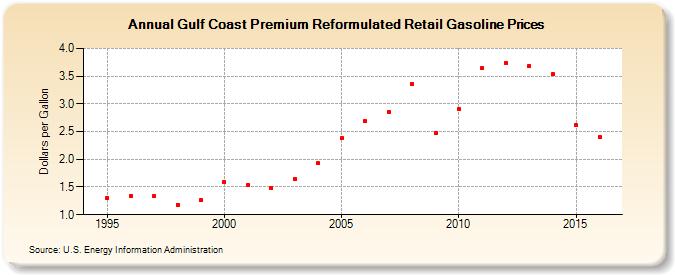 Annual Gulf Coast Premium Reformulated Retail Gasoline Prices
Dollars per Gallon
4.0
3.5
3.0
2.5
2.0
1.5
1.0
1995 2000 2005 2010 2015
Source: U.S. Energy Information Administration